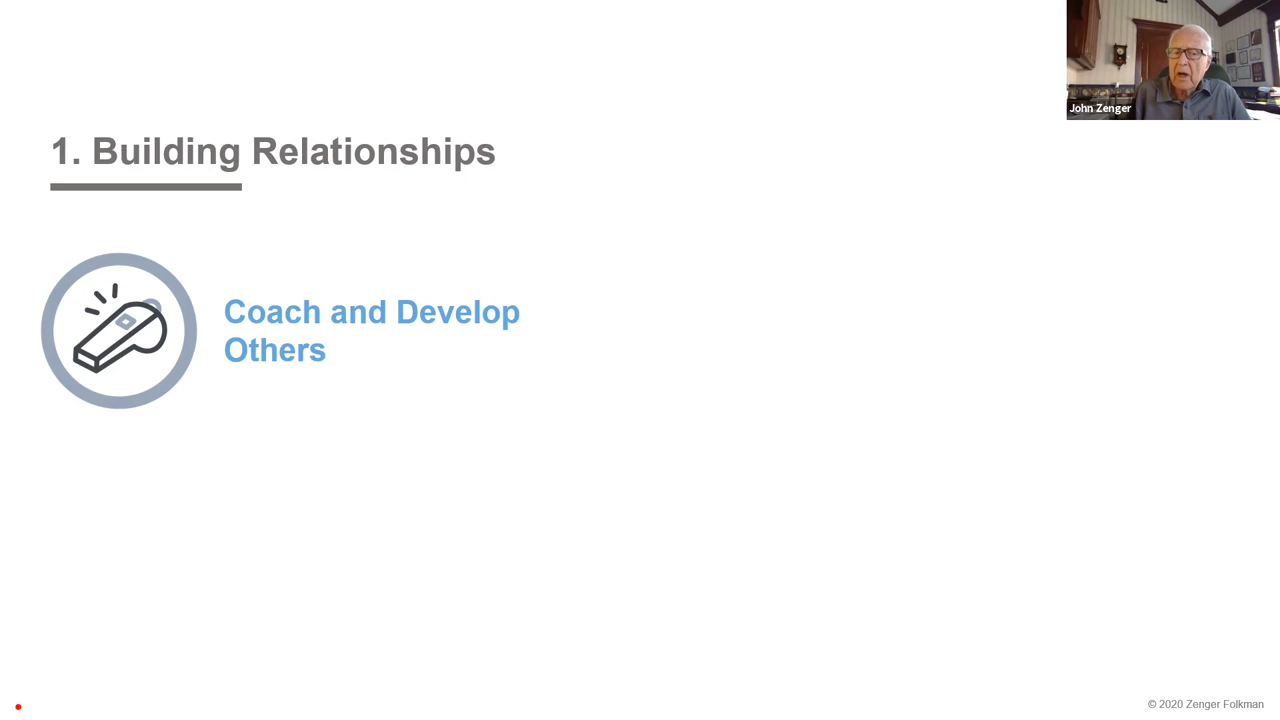 John Zenger
1. Building Relationships
Coach and Develop
Others
© 2020 Zenger Folkman